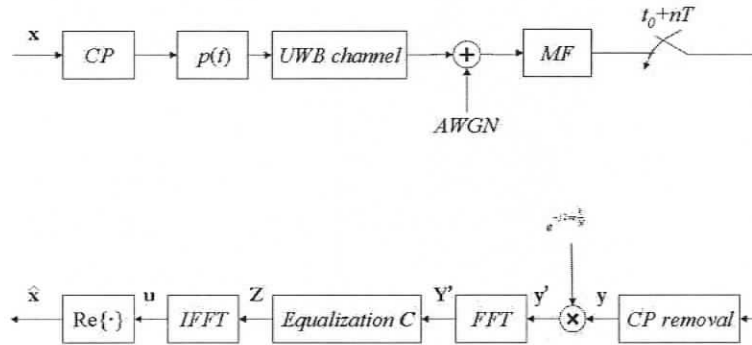 x
CP
p(t)
UWB channel
+
AWGN
MF
t₀+nT
x̂
Re{·}
u
IFFT
Z
Equalization C
Y'
FFT
y'
×
y
CP removal